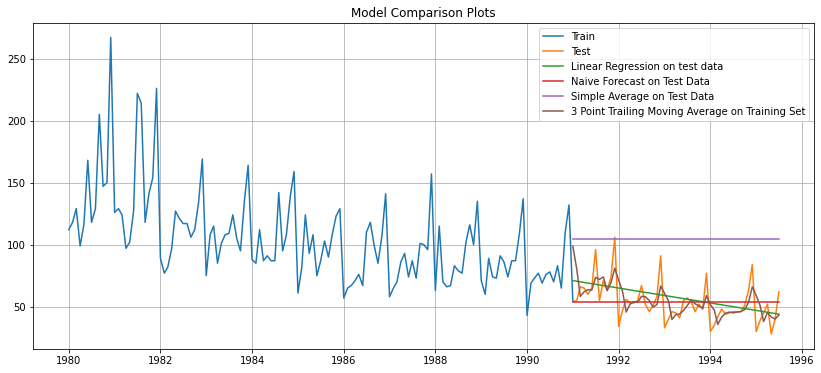 Model Comparison Plots
Train
Test
Linear Regression on test data
Naive Forecast on Test Data
Simple Average on Test Data
3 Point Trailing Moving Average on Training Set
250
200
150
100
50
1980 1982 1984 1986 1988 1990 1992 1994 1996